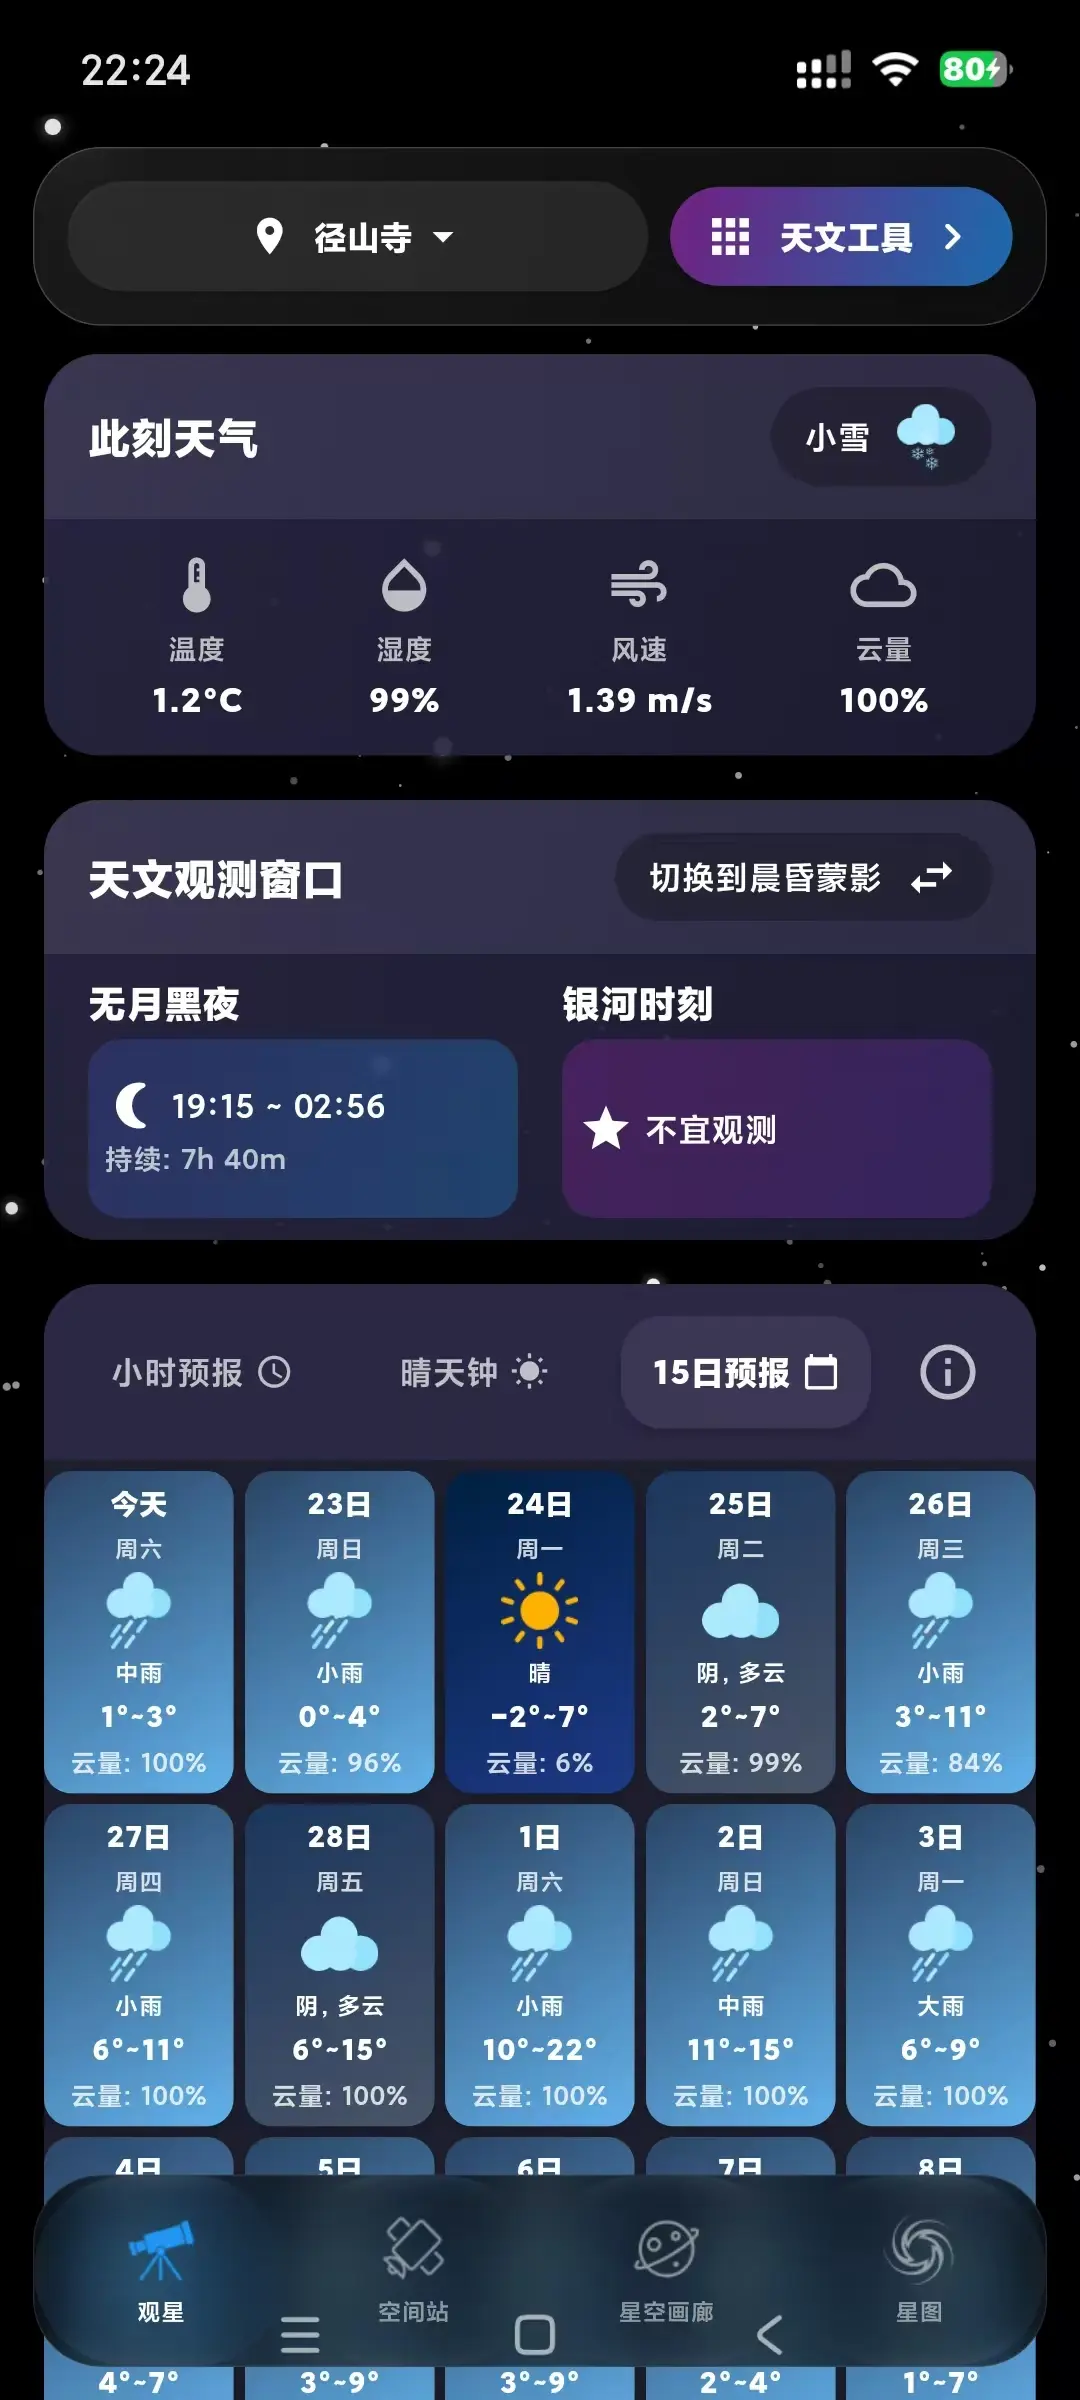 22:24
80
径山寺
天文工具
此刻天气
小雪
温度 湿度 风速 云量
1.2°C 99% 1.39 m/s 100%
天文观测窗口
切换到晨昏蒙影
无月黑夜 银河时刻
19:15 ~ 02:56
持续: 7h 40m
不宜观测
小时预报 晴天钟 15日预报
今天 23日 24日 25日 26日
周六 周日 周一 周二 周三
中雨 小雨 晴 阴, 多云 小雨
1°~3° 0°~4° -2°~7° 2°~7° 3°~11°
云量: 100% 云量: 96% 云量: 6% 云量: 99% 云量: 84%
27日 28日 1日 2日 3日
周四 周五 周六 周日 周一
小雨 阴, 多云 小雨 中雨 大雨
6°~11° 6°~15° 10°~22° 11°~15° 6°~9°
云量: 100% 云量: 100% 云量: 100% 云量: 100% 云量: 100%
4日 5日 6日 7日 8日
观星 空间站 星空画廊 星图
4°~7° 3°~9° 3°~9° 2°~4° 1°~7°